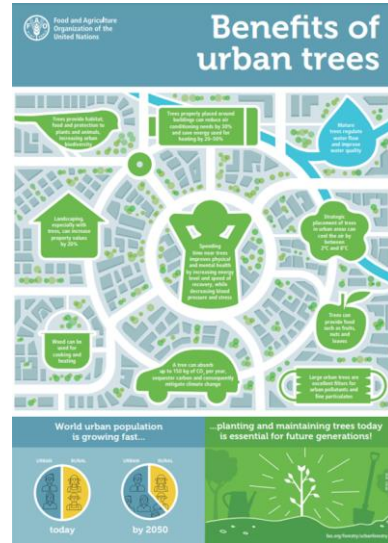 Food and Agriculture
Organization of the
United Nations
Benefits of
urban trees
Trees provide habitat,
food and protection to
plants and animals,
increasing urban
biodiversity
Trees properly placed around
buildings can reduce air
conditioning needs by 30%
and save energy used for
heating by 20-50%
Mature
trees regulate
water flow
and improve
water quality
Landscaping,
especially with
trees, can increase
property values
by 20%
Spending
time near trees
improves physical
and mental health
by increasing energy
level and speed of
recovery, while
decreasing blood
pressure and stress
Strategic
placement of trees
in urban areas can
cool the air by
between
2°C and 8°C
Trees can
provide food
such as fruits,
nuts and
leaves
Wood can be
used for
cooking and
heating
A tree can absorb
up to 150 kg of CO₂ per year,
sequester carbon and consequently
mitigate climate change
Large urban trees are
excellent filters for
urban pollutants and
fine particulates
World urban population
is growing fast...
URBAN RURAL
URBAN RURAL
today
by 2050
...planting and maintaining trees today
is essential for future generations!